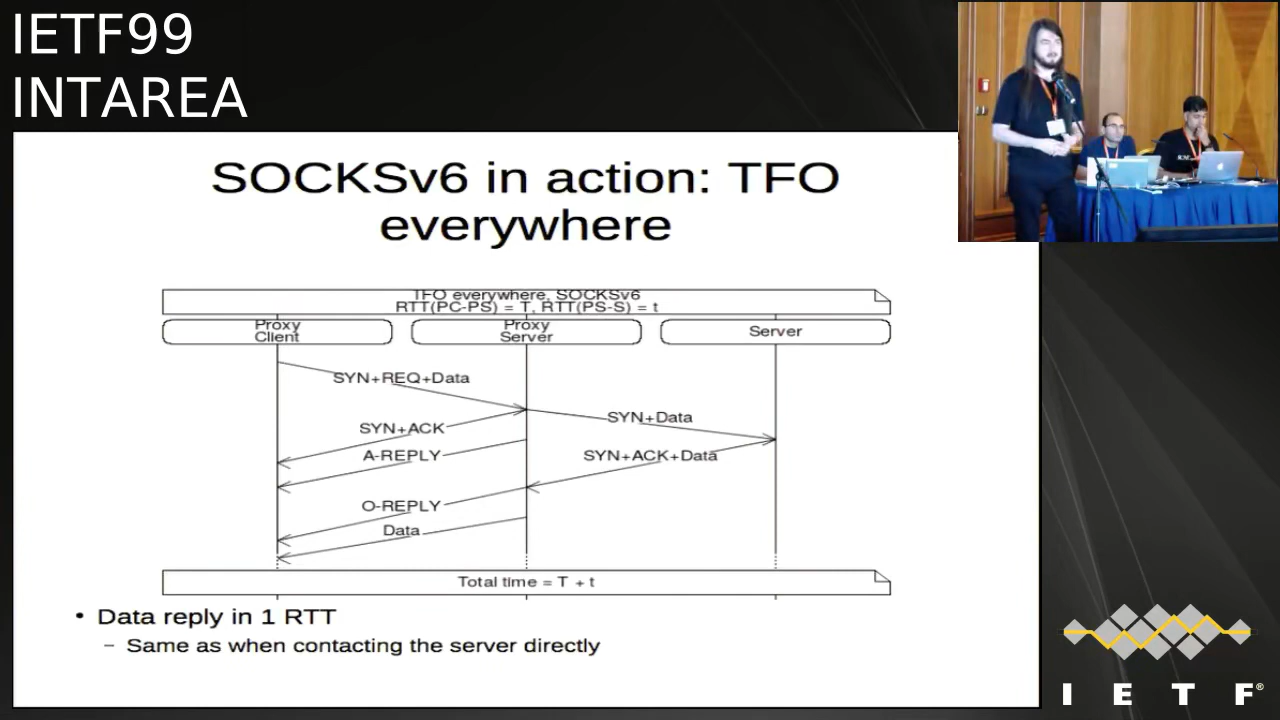 IETF99
INTAREA
SOCKSv6 in action: TFO
everywhere
TFO everywhere, SOCKSv6
RTT(PC-PS) = T, RTT(PS-S) = t
Proxy
Client
Proxy
Server
Server
SYN+REQ+Data
SYN+Data
SYN+ACK
A-REPLY
SYN+ACK+Data
O-REPLY
Data
Total time = T + t
• Data reply in 1 RTT
– Same as when contacting the server directly
I E T F®